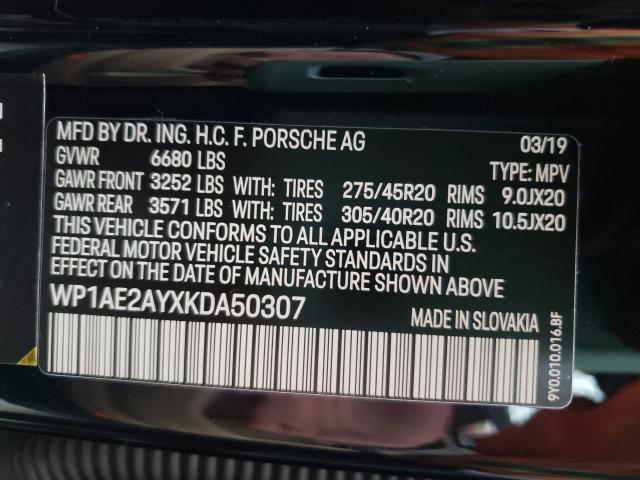 MFD BY DR. ING. H.C. F. PORSCHE AG 03/19
GVWR 6680 LBS TYPE: MPV
GAWR FRONT 3252 LBS WITH: TIRES 275/45R20 RIMS 9.0JX20
GAWR REAR 3571 LBS WITH: TIRES 305/40R20 RIMS 10.5JX20
THIS VEHICLE CONFORMS TO ALL APPLICABLE U.S.
FEDERAL MOTOR VEHICLE SAFETY STANDARDS IN
EFFECT ON THE DATE OF MANUFACTURE SHOWN ABOVE
WP1AE2AYXKDA50307 MADE IN SLOVAKIA
9Y0.010.016.BF